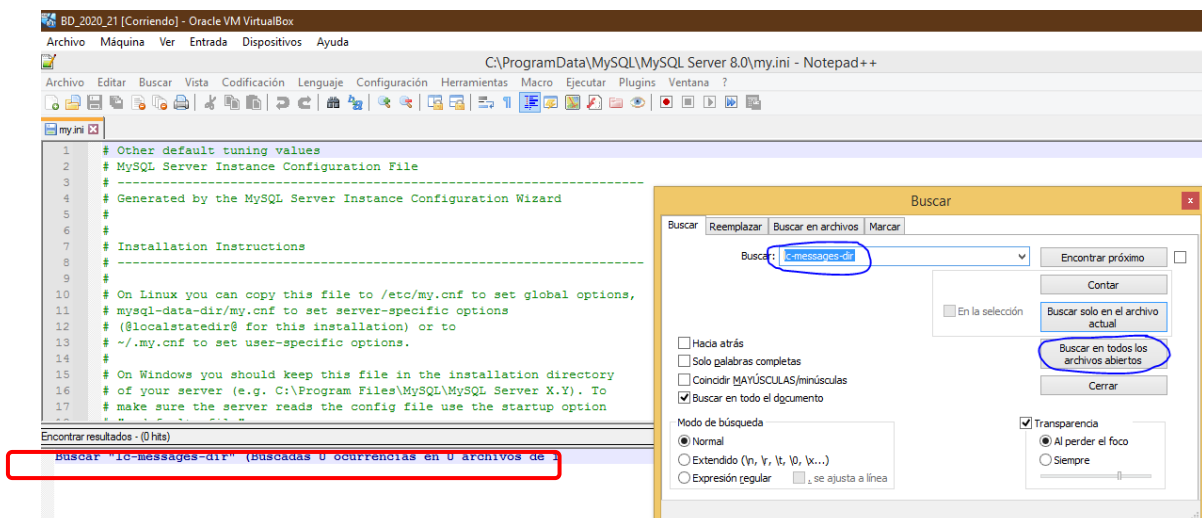 BD_2020_21 [Corriendo] - Oracle VM VirtualBox
Archivo Máquina Ver Entrada Dispositivos Ayuda
C:\ProgramData\MySQL\MySQL Server 8.0\my.ini - Notepad++
Archivo Editar Buscar Vista Codificación Lenguaje Configuración Herramientas Macro Ejecutar Plugins Ventana ?
my.ini
1 # Other default tuning values
2 # MySQL Server Instance Configuration File
3 # ----------------------------------------------------------------------
4 # Generated by the MySQL Server Instance Configuration Wizard
5 #
6 #
7 # Installation Instructions
8 # ----------------------------------------------------------------------
9 #
10 # On Linux you can copy this file to /etc/my.cnf to set global options,
11 # mysql-data-dir/my.cnf to set server-specific options
12 # (@localstatedir@ for this installation) or to
13 # ~/.my.cnf to set user-specific options.
14 #
15 # On Windows you should keep this file in the installation directory
16 # of your server (e.g. C:\Program Files\MySQL\MySQL Server X.Y). To
17 # make sure the server reads the config file use the startup option
Encontrar resultados - (0 hits)
Buscar "lc-messages-dir" (Buscadas 0 ocurrencias en 0 archivos de 1
Buscar
Buscar Reemplazar Buscar en archivos Marcar
Buscar: lc-messages-dir
Encontrar próximo
Contar
En la selección
Buscar solo en el archivo
actual
Buscar en todos los
archivos abiertos
Cerrar
Hacia atrás
Solo palabras completas
Coincidir MAYÚSCULAS/minúsculas
Buscar en todo el documento
Modo de búsqueda
Normal
Extendido (\n, \r, \t, \0, \x...)
Expresión regular . se ajusta a línea
Transparencia
Al perder el foco
Siempre